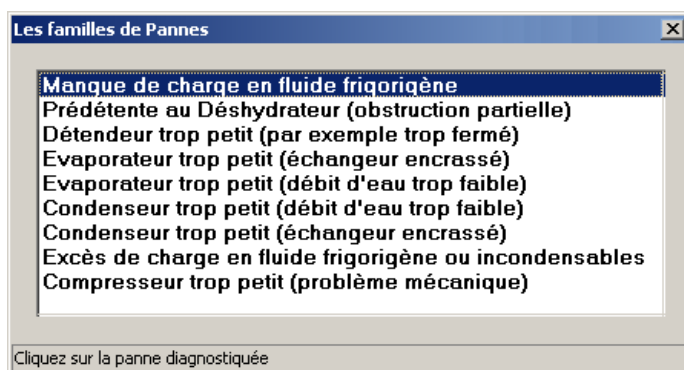 Les familles de Pannes
Manque de charge en fluide frigorigène
Prédétente au Déshydrateur (obstruction partielle)
Détendeur trop petit (par exemple trop fermé)
Evaporateur trop petit (échangeur encrassé)
Evaporateur trop petit (débit d'eau trop faible)
Condenseur trop petit (débit d'eau trop faible)
Condenseur trop petit (échangeur encrassé)
Excès de charge en fluide frigorigène ou incondensables
Compresseur trop petit (problème mécanique)
Cliquez sur la panne diagnostiquée